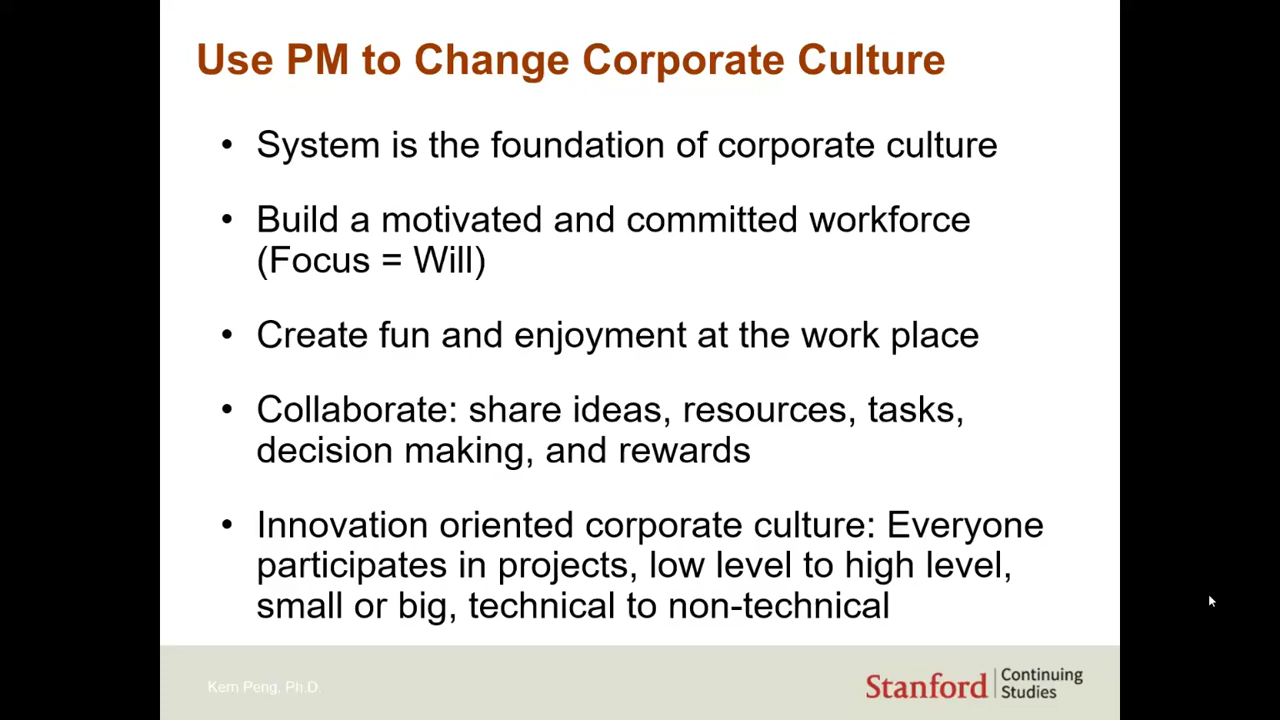 Use PM to Change Corporate Culture
• System is the foundation of corporate culture
• Build a motivated and committed workforce
(Focus = Will)
• Create fun and enjoyment at the work place
• Collaborate: share ideas, resources, tasks,
decision making, and rewards
• Innovation oriented corporate culture: Everyone
participates in projects, low level to high level,
small or big, technical to non-technical
Kern Peng, Ph.D.
Stanford
Continuing
Studies